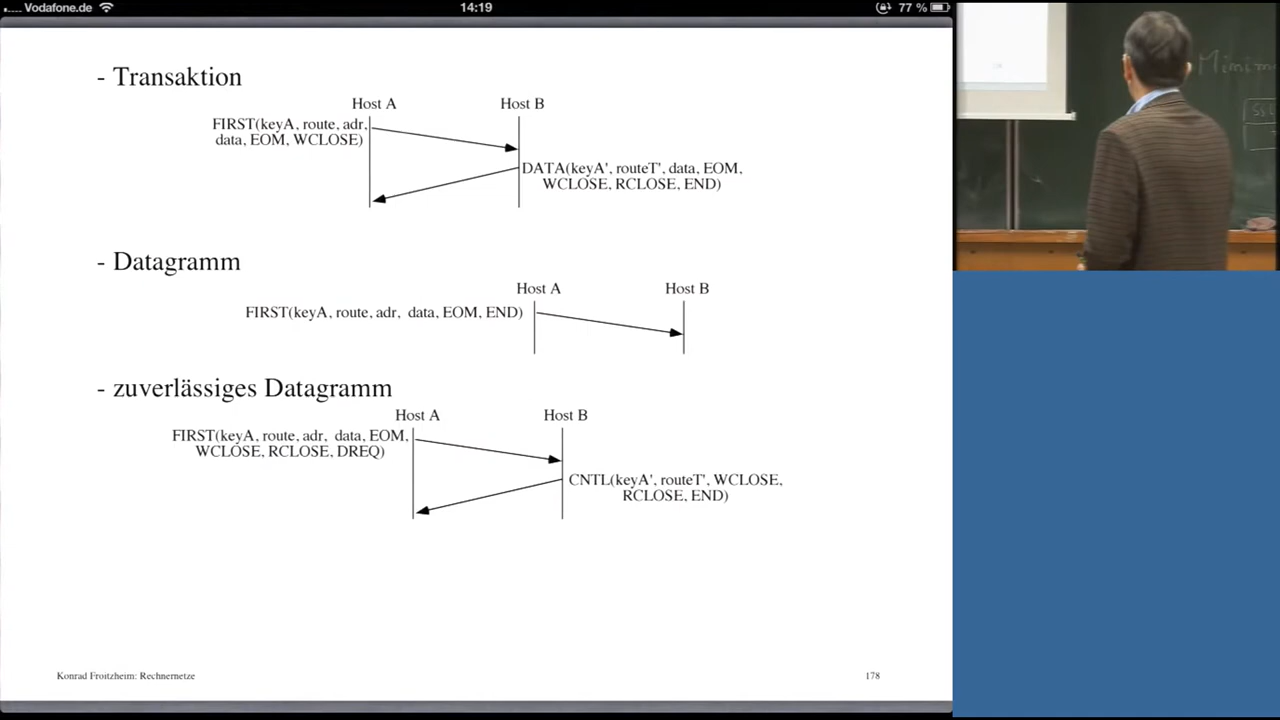 ..... Vodafone.de
14:19
77 %
- Transaktion
Host A
Host B
FIRST(keyA, route, adr,
data, EOM, WCLOSE)
DATA(keyA', routeT', data, EOM,
WCLOSE, RCLOSE, END)
- Datagramm
Host A
Host B
FIRST(keyA, route, adr, data, EOM, END)
- zuverlässiges Datagramm
Host A
Host B
FIRST(keyA, route, adr, data, EOM,
WCLOSE, RCLOSE, DREQ)
CNTL(keyA', routeT', WCLOSE,
RCLOSE, END)
Konrad Froitzheim: Rechnernetze
178